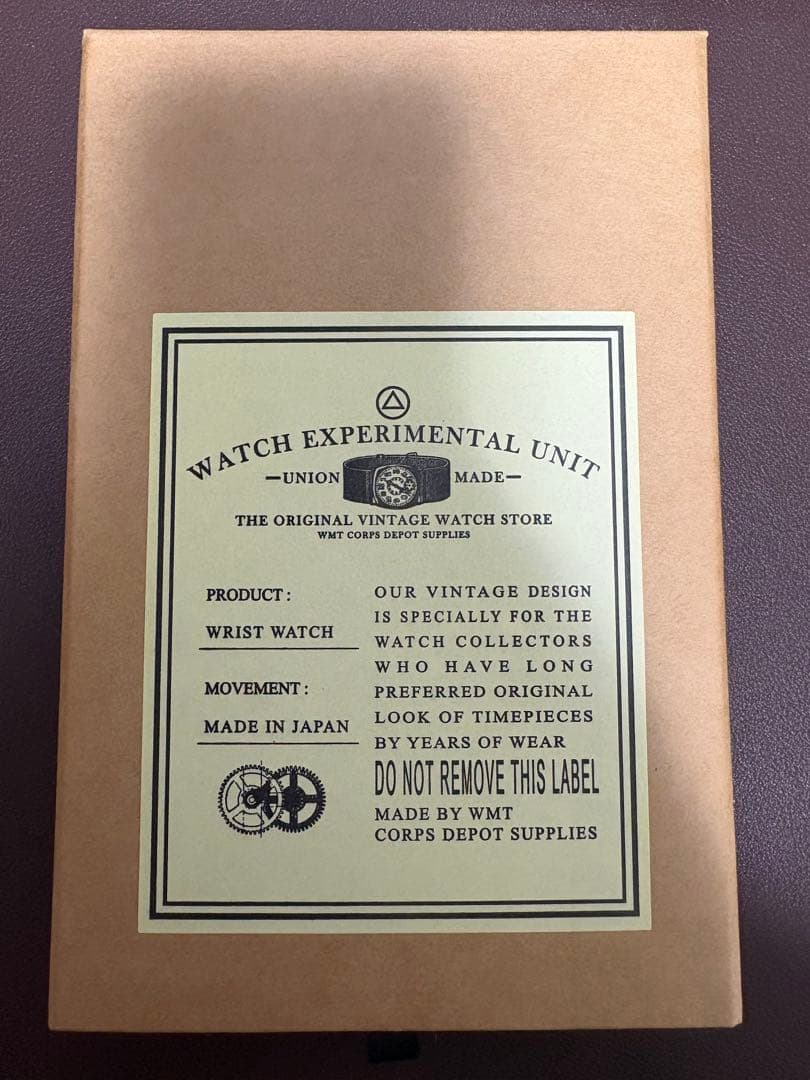 WATCH EXPERIMENTAL UNIT
UNION MADE
THE ORIGINAL VINTAGE WATCH STORE
WMT CORPS DEPOT SUPPLIES
PRODUCT :
WRIST WATCH
MOVEMENT :
MADE IN JAPAN
OUR VINTAGE DESIGN
IS SPECIALLY FOR THE
WATCH COLLECTORS
WHO HAVE LONG
PREFERRED ORIGINAL
LOOK OF TIMEPIECES
BY YEARS OF WEAR
DO NOT REMOVE THIS LABEL
MADE BY WMT
CORPS DEPOT SUPPLIES